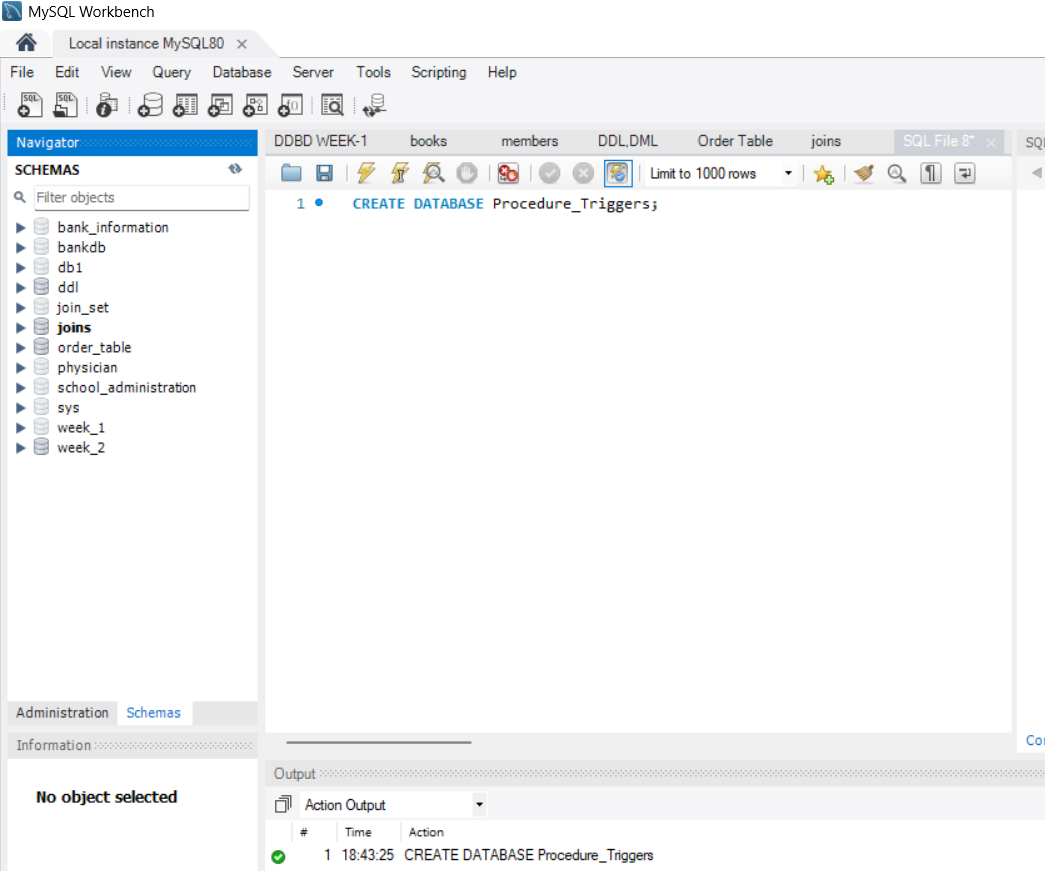 MySQL Workbench
Local instance MySQL80
File Edit View Query Database Server Tools Scripting Help
Navigator
SCHEMAS
Filter objects
bank_information
bankdb
db1
ddl
join_set
joins
order_table
physician
school_administration
sys
week_1
week_2
Administration Schemas
Information
No object selected
DDBD WEEK-1 books members DDL,DML Order Table joins SQL File 8*
Limit to 1000 rows
1 CREATE DATABASE Procedure_Triggers;
Output
Action Output
# Time Action
1 18:43:25 CREATE DATABASE Procedure_Triggers